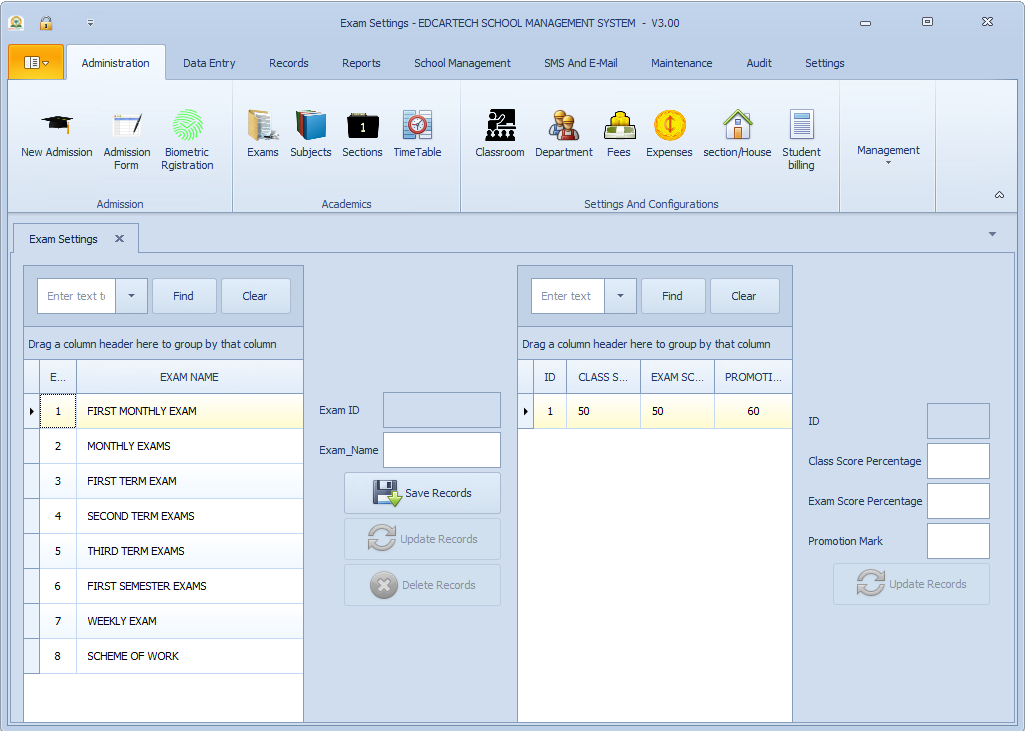 Exam Settings - EDCARTECH SCHOOL MANAGEMENT SYSTEM - V3.00
Administration Data Entry Records Reports School Management SMS And E-Mail Maintenance Audit Settings
New Admission
Admission Form
Biometric Rgistration
Exams
Subjects
1
Sections
TimeTable
Classroom
Department
Fees
Expenses
section/House
Student billing
Management
Admission
Academics
Settings And Configurations
Exam Settings
Enter text t
Find
Clear
Drag a column header here to group by that column
E... EXAM NAME
1 FIRST MONTHLY EXAM
2 MONTHLY EXAMS
3 FIRST TERM EXAM
4 SECOND TERM EXAMS
5 THIRD TERM EXAMS
6 FIRST SEMESTER EXAMS
7 WEEKLY EXAM
8 SCHEME OF WORK
Exam ID
Exam_Name
Save Records
Update Records
Delete Records
Enter text
Find
Clear
Drag a column header here to group by that column
ID CLASS S... EXAM SC... PROMOTI...
1 50 50 60
ID
Class Score Percentage
Exam Score Percentage
Promotion Mark
Update Records